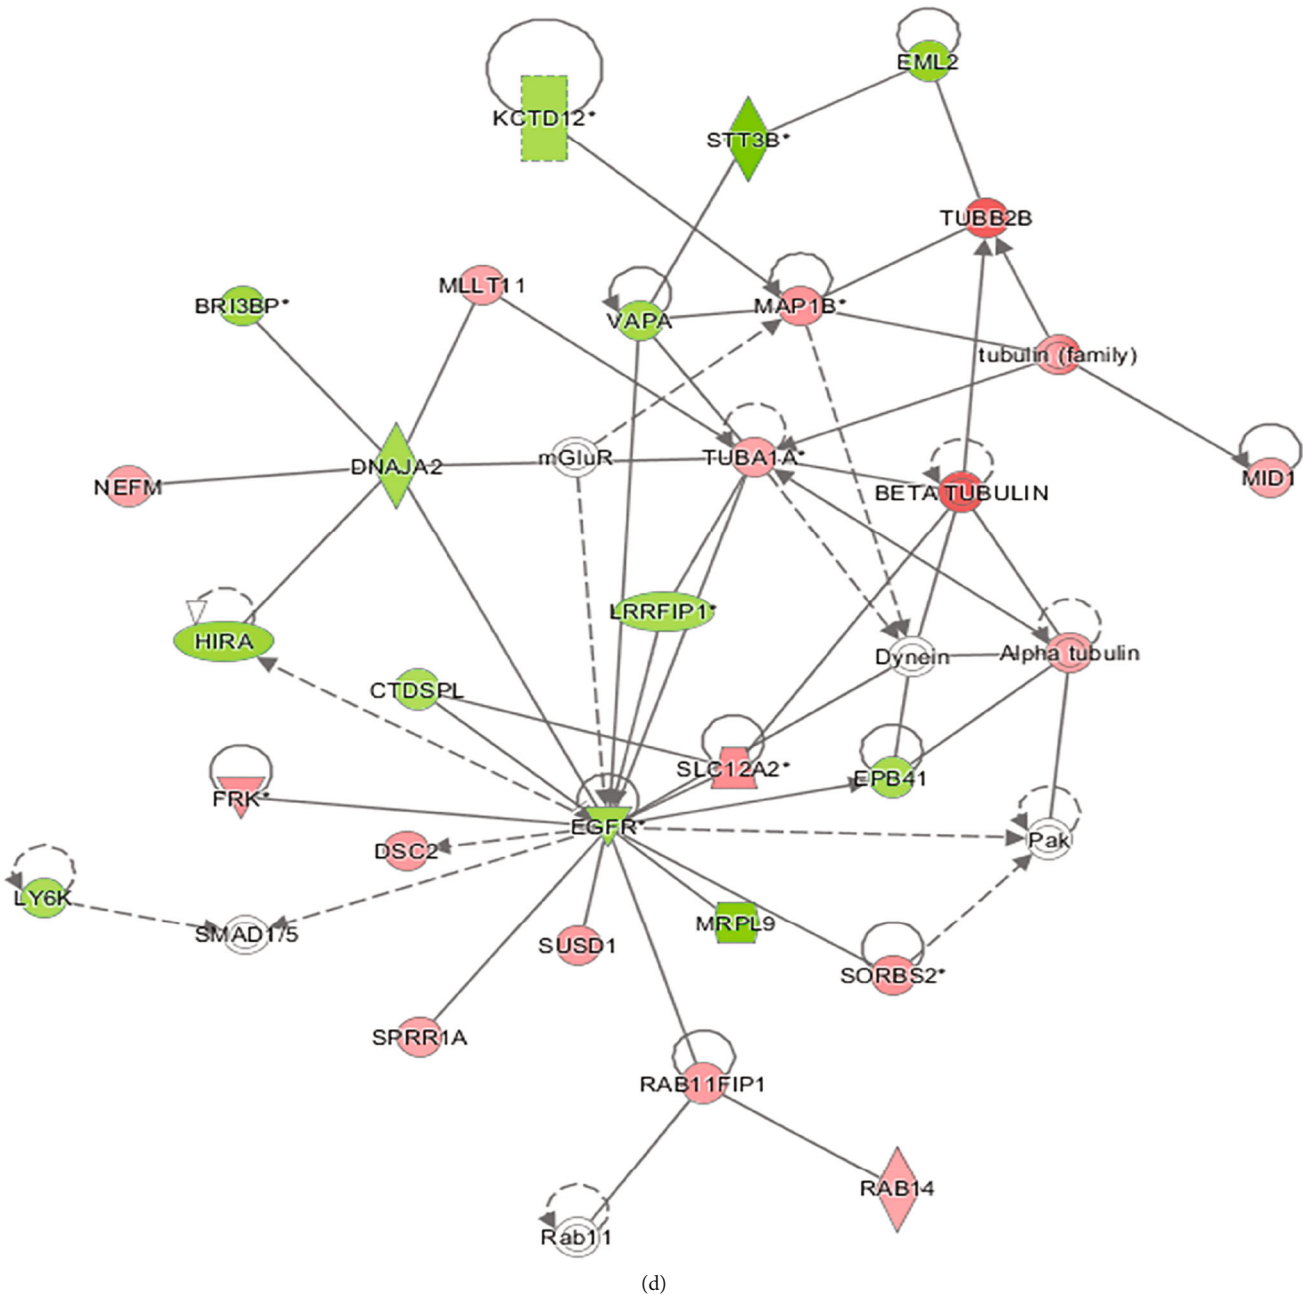 EML2
KCTD12*
STT3B*
TUBB2B
MLLT11
BRI3BP*
VAPA
MAP1B*
tubulin (family)
DNAJA2
mGluR
TUBA1A*
NEFM
BETA TUBULIN
MID1
LRRFIP1*
HIRA
Dynein
Alpha tubulin
CTDSPL
SLC12A2*
EPB41
FRK*
EGFR*
DSC2
Pak
LY6K
SMAD1/5
SUSD1
MRPL9
SORBS2*
SPRR1A
RAB11FIP1
RAB14
Rab11
(d)